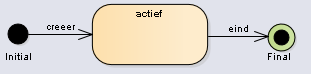 actief
creeer
eind
Initial
Final